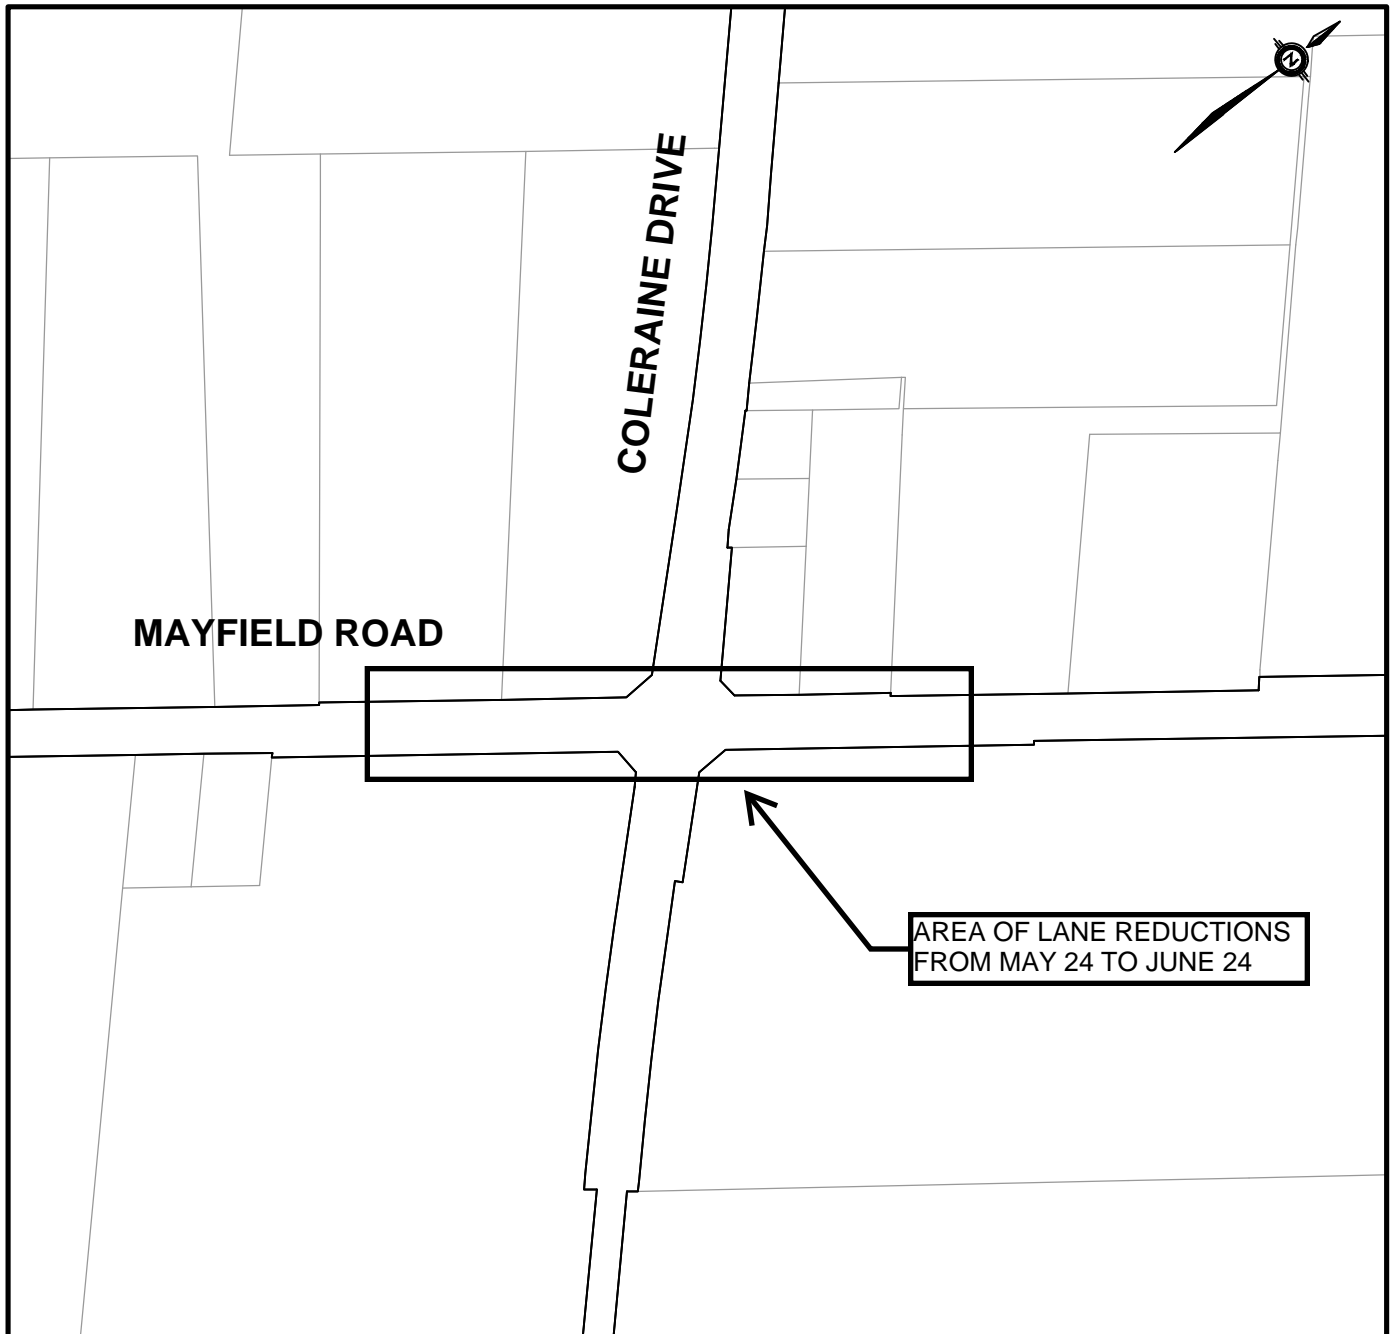 N
COLERAINE DRIVE
MAYFIELD ROAD
AREA OF LANE REDUCTIONS
FROM MAY 24 TO JUNE 24